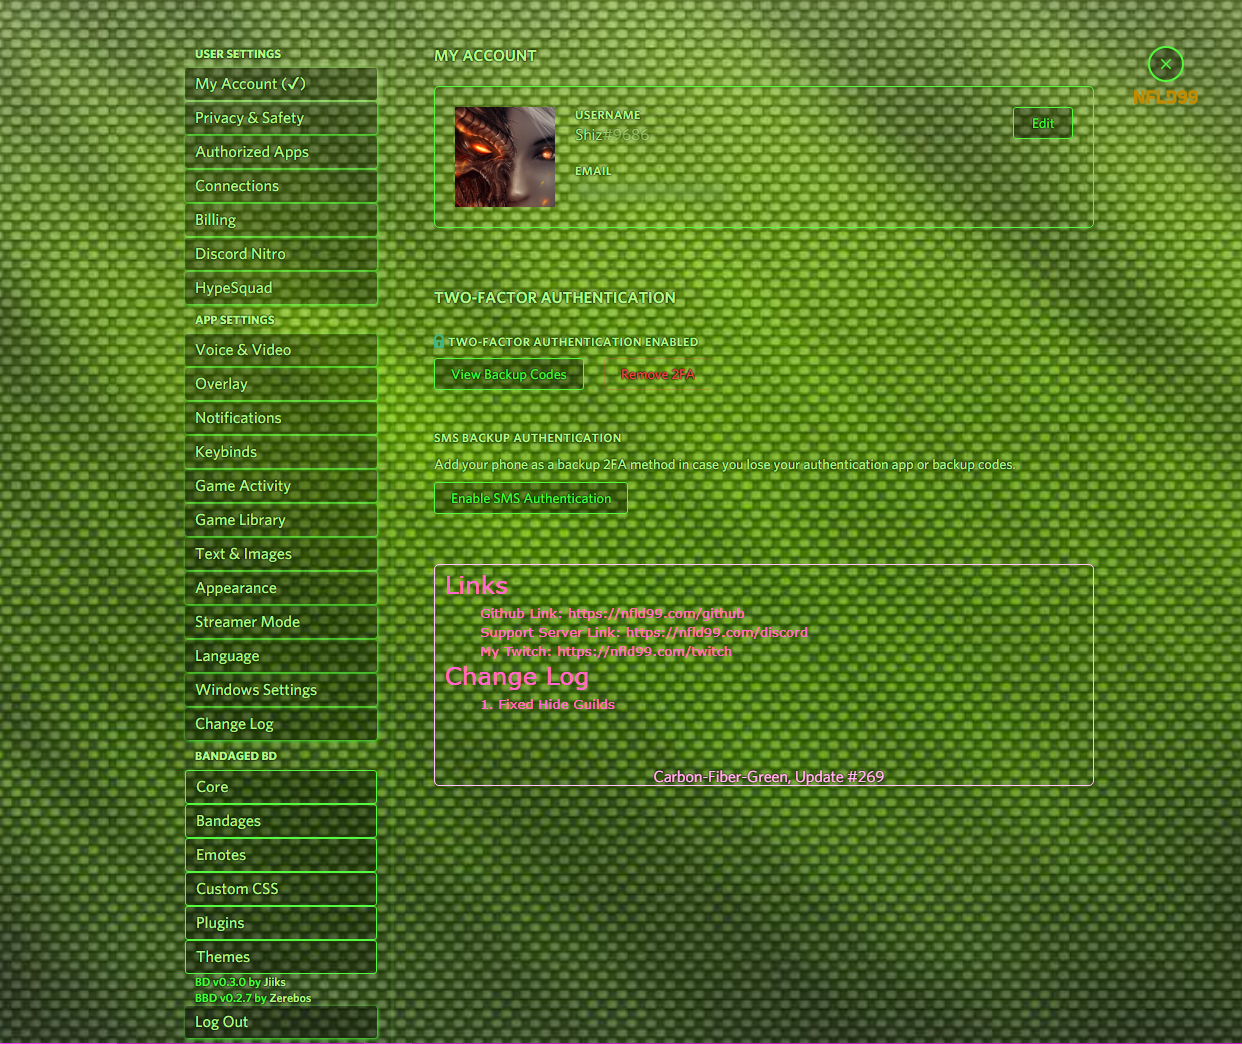 USER SETTINGS
My Account (✓)
Privacy & Safety
Authorized Apps
Connections
Billing
Discord Nitro
HypeSquad
APP SETTINGS
Voice & Video
Overlay
Notifications
Keybinds
Game Activity
Game Library
Text & Images
Appearance
Streamer Mode
Language
Windows Settings
Change Log
BANDAGED BD
Core
Bandages
Emotes
Custom CSS
Plugins
Themes
BD v0.3.0 by Jiiks
BBD v0.2.7 by Zerebos
Log Out
MY ACCOUNT
USERNAME
Shiz#9686
EMAIL
Edit
NFLD99
TWO-FACTOR AUTHENTICATION
TWO-FACTOR AUTHENTICATION ENABLED
View Backup Codes
Remove 2FA
SMS BACKUP AUTHENTICATION
Add your phone as a backup 2FA method in case you lose your authentication app or backup codes.
Enable SMS Authentication
Links
Github Link: https://nfld99.com/github
Support Server Link: https://nfld99.com/discord
My Twitch: https://nfld99.com/twitch
Change Log
1. Fixed Hide Guilds
Carbon-Fiber-Green, Update #269